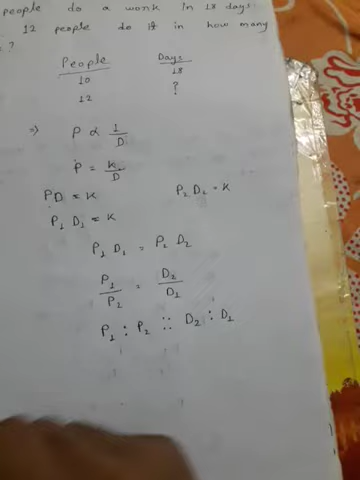 people do a work in 18 days
12 people do it in how many
?
People Days
10 18
12 ?
=> P ∝ 1/D
P = K/D
PD = K P₂ D₂ = K
P₁ D₁ = K
P₁ D₁ = P₂ D₂
P₁/P₂ = D₂/D₁
P₁ : P₂ :: D₂ : D₁